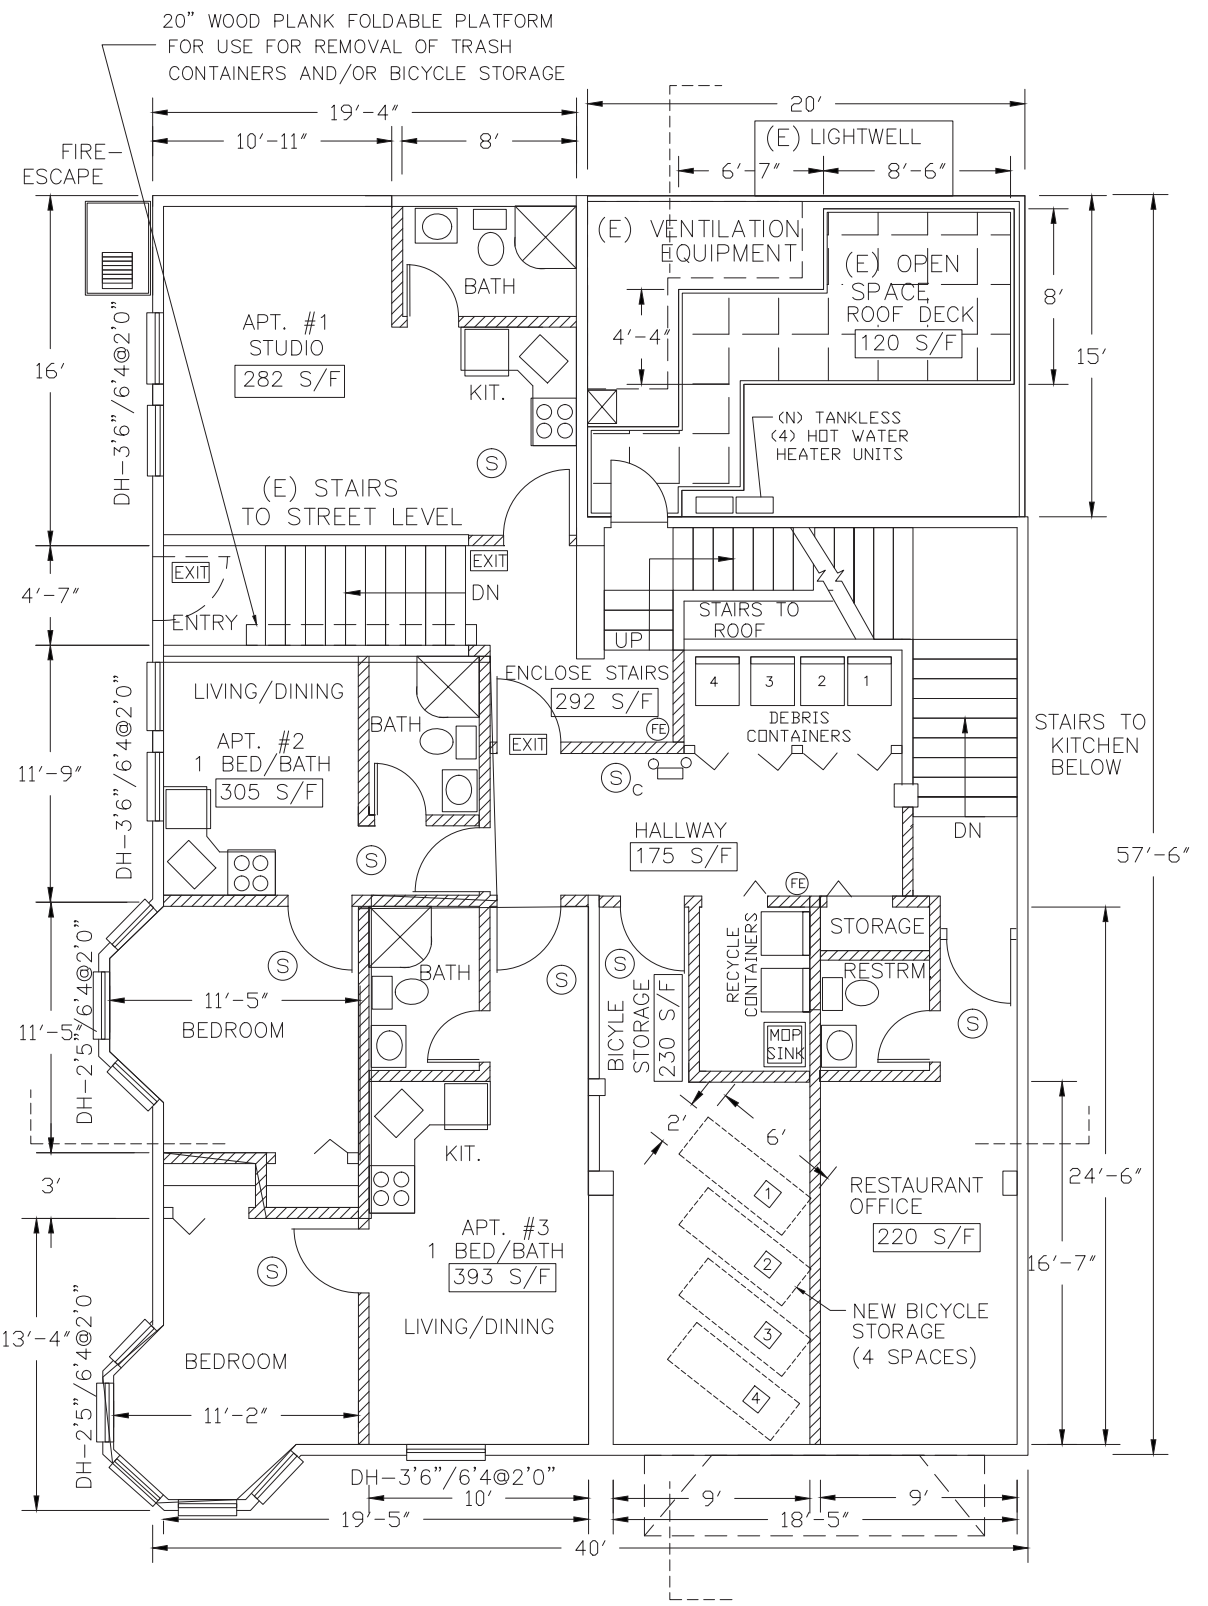 20” WOOD PLANK FOLDABLE PLATFORM
FOR USE FOR REMOVAL OF TRASH
CONTAINERS AND/OR BICYCLE STORAGE
19'-4"
20'
10'-11"
8'
(E) LIGHTWELL
6'-7"
8'-6"
FIRE-
ESCAPE
(E) VENTILATION
EQUIPMENT
(E) OPEN
SPACE
ROOF DECK
120 S/F
BATH
8'
4'-4"
15'
16'
DH-3'6"/6'4@2'0"
APT. #1
STUDIO
282 S/F
KIT.
(N) TANKLESS
(4) HOT WATER
HEATER UNITS
S
(E) STAIRS
TO STREET LEVEL
EXIT
EXIT
DN
4'-7"
ENTRY
STAIRS TO
ROOF
UP
ENCLOSE STAIRS
292 S/F
FE
4
3
2
1
DEBRIS
CONTAINERS
LIVING/DINING
BATH
APT. #2
1 BED/BATH
305 S/F
EXIT
11'-9"
DH-3'6"/6'4@2'0"
STAIRS TO
KITCHEN
BELOW
DN
SC
HALLWAY
175 S/F
57'-6"
S
FE
STORAGE
RESTRM
RECYCLE
CONTAINERS
MOP
SINK
BICYLE
STORAGE
230 S/F
S
S
S
S
BATH
11'-5"
BEDROOM
11'-5"
DH-2'5"/6'4@2'0"
KIT.
2'
6'
3'
24'-6"
16'-7"
RESTAURANT
OFFICE
220 S/F
1
2
3
4
NEW BICYCLE
STORAGE
(4 SPACES)
APT. #3
1 BED/BATH
393 S/F
LIVING/DINING
S
BEDROOM
11'-2"
13'-4"
DH-2'5"/6'4@2'0"
DH-3'6"/6'4@2'0"
10'
9'
9'
19'-5"
18'-5"
40'